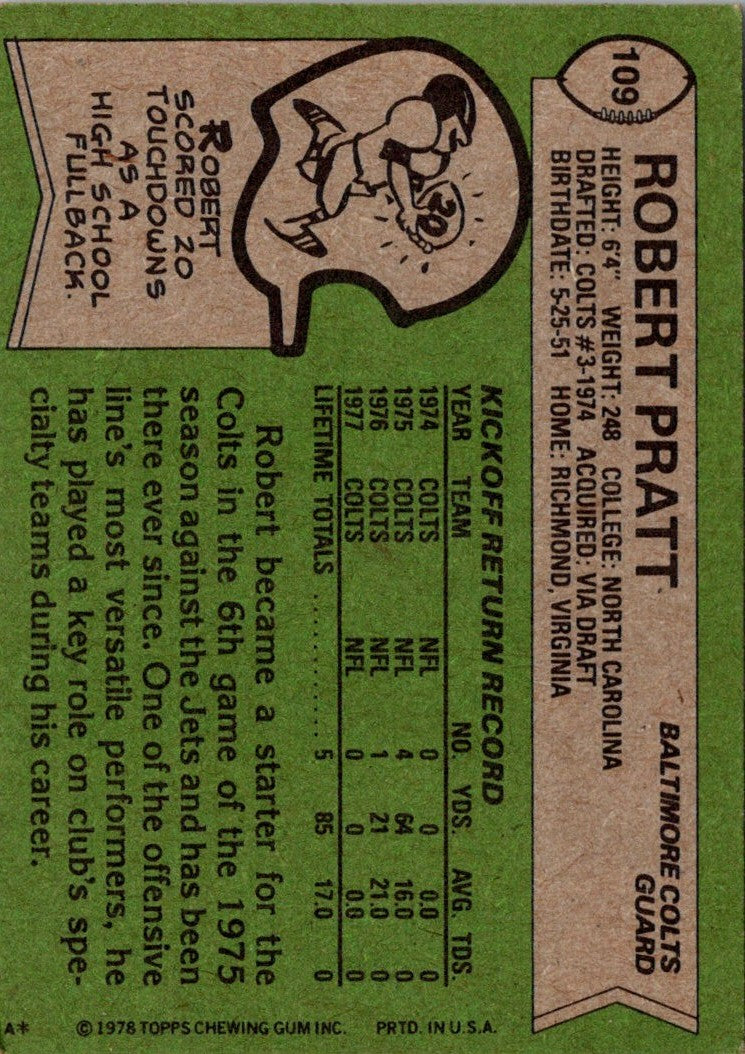 109
ROBERT PRATT
BALTIMORE COLTS
GUARD
HEIGHT: 6'4" WEIGHT: 248 COLLEGE: NORTH CAROLINA
DRAFTED: COLTS #3-1974 ACQUIRED: VIA DRAFT
BIRTHDATE: 5-25-51 HOME: RICHMOND, VIRGINIA
20
ROBERT
SCORED 20
TOUCHDOWNS
AS A
HIGH SCHOOL
FULLBACK.
KICKOFF RETURN RECORD
YEAR TEAM NO. YDS. AVG. TDS.
1974 COLTS NFL 0 0 0.0 0
1975 COLTS NFL 4 64 16.0 0
1976 COLTS NFL 1 21 21.0 0
1977 COLTS NFL 0 0 0.0 0
LIFETIME TOTALS ............ 5 85 17.0 0
Robert became a starter for the
Colts in the 6th game of the 1975
season against the Jets and has been
there ever since. One of the offensive
line's most versatile performers, he
has played a key role on club's spe-
cialty teams during his career.
A* © 1978 TOPPS CHEWING GUM INC. PRTD. IN U.S.A.